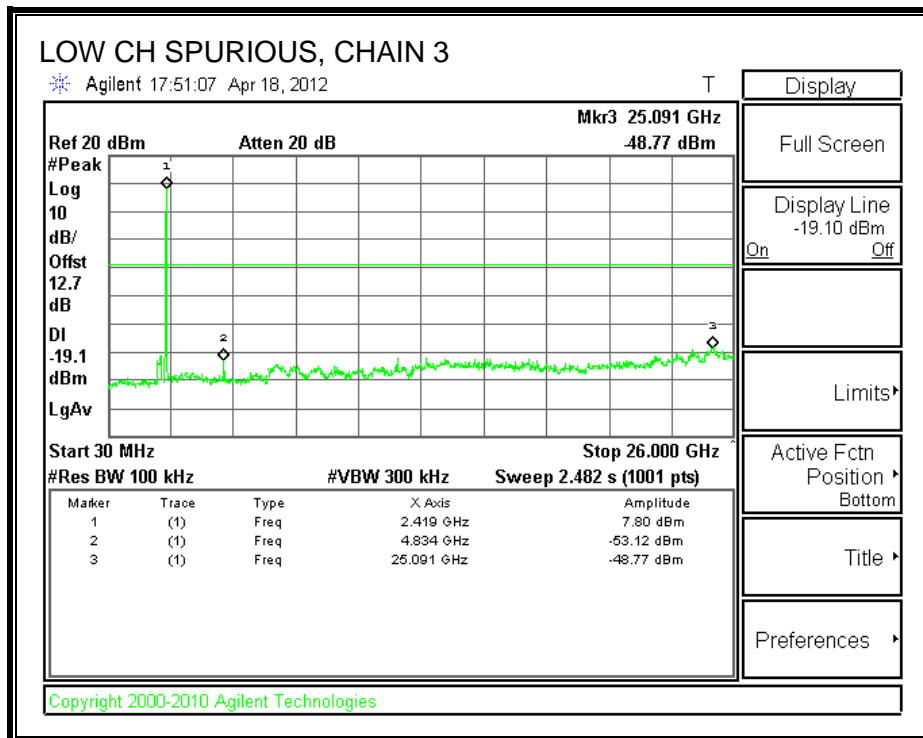 LOW CH SPURIOUS, CHAIN 3
Agilent 17:51:07 Apr 18, 2012 T
Mkr3 25.091 GHz
Ref 20 dBm Atten 20 dB -48.77 dBm
#Peak
Log
10
dB/
Offst
12.7
dB
DI
-19.1
dBm
LgAv
1
2
3
Start 30 MHz Stop 26.000 GHz
#Res BW 100 kHz #VBW 300 kHz Sweep 2.482 s (1001 pts)
Marker Trace Type X Axis Amplitude
1 (1) Freq 2.419 GHz 7.80 dBm
2 (1) Freq 4.834 GHz -53.12 dBm
3 (1) Freq 25.091 GHz -48.77 dBm
Display
Full Screen
Display Line
-19.10 dBm
On Off
Limits
Active Fctn
Position
Bottom
Title
Preferences
Copyright 2000-2010 Agilent Technologies